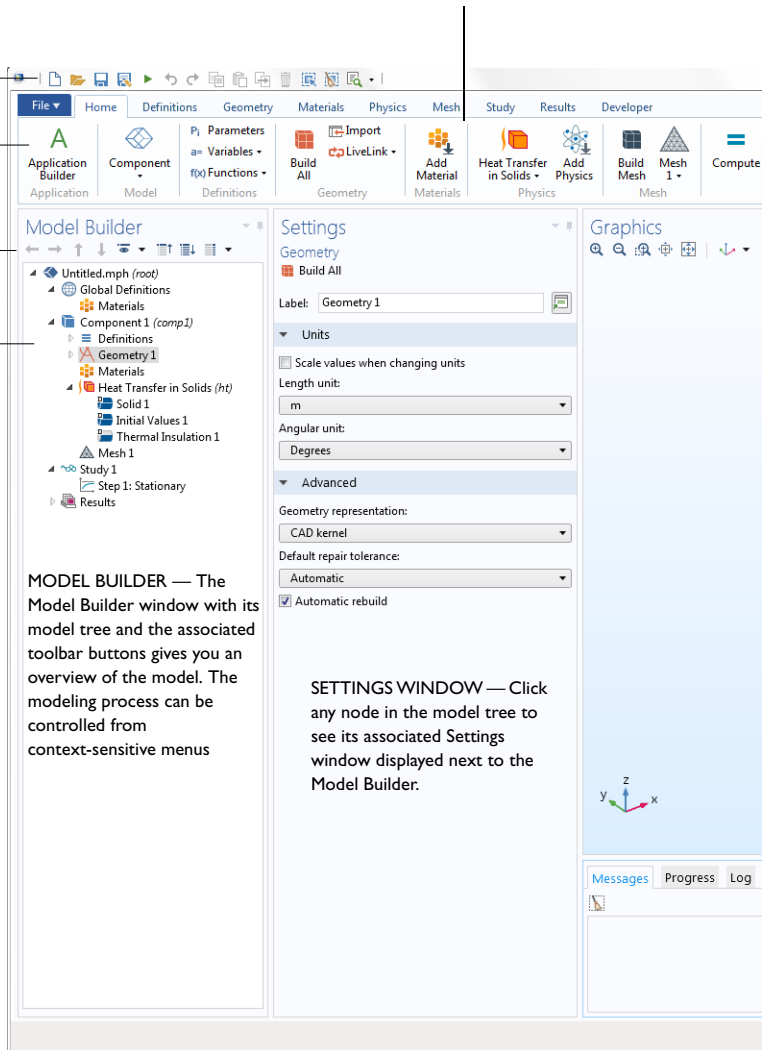 File Home Definitions Geometry Materials Physics Mesh Study Results Developer
Application Builder
Application
Component
Model
Pi Parameters
a= Variables
f(x) Functions
Definitions
Build All
Import
LiveLink
Geometry
Add Material
Materials
Heat Transfer in Solids
Add Physics
Physics
Build Mesh
Mesh 1
Mesh
Compute
Model Builder
Untitled.mph (root)
Global Definitions
Materials
Component 1 (comp1)
Definitions
Geometry 1
Materials
Heat Transfer in Solids (ht)
Solid 1
Initial Values 1
Thermal Insulation 1
Mesh 1
Study 1
Step 1: Stationary
Results
MODEL BUILDER — The
Model Builder window with its
model tree and the associated
toolbar buttons gives you an
overview of the model. The
modeling process can be
controlled from
context-sensitive menus
Settings
Geometry
Build All
Label: Geometry 1
Units
Scale values when changing units
Length unit:
m
Angular unit:
Degrees
Advanced
Geometry representation:
CAD kernel
Default repair tolerance:
Automatic
Automatic rebuild
SETTINGS WINDOW — Click
any node in the model tree to
see its associated Settings
window displayed next to the
Model Builder.
Graphics
z
y x
Messages Progress Log